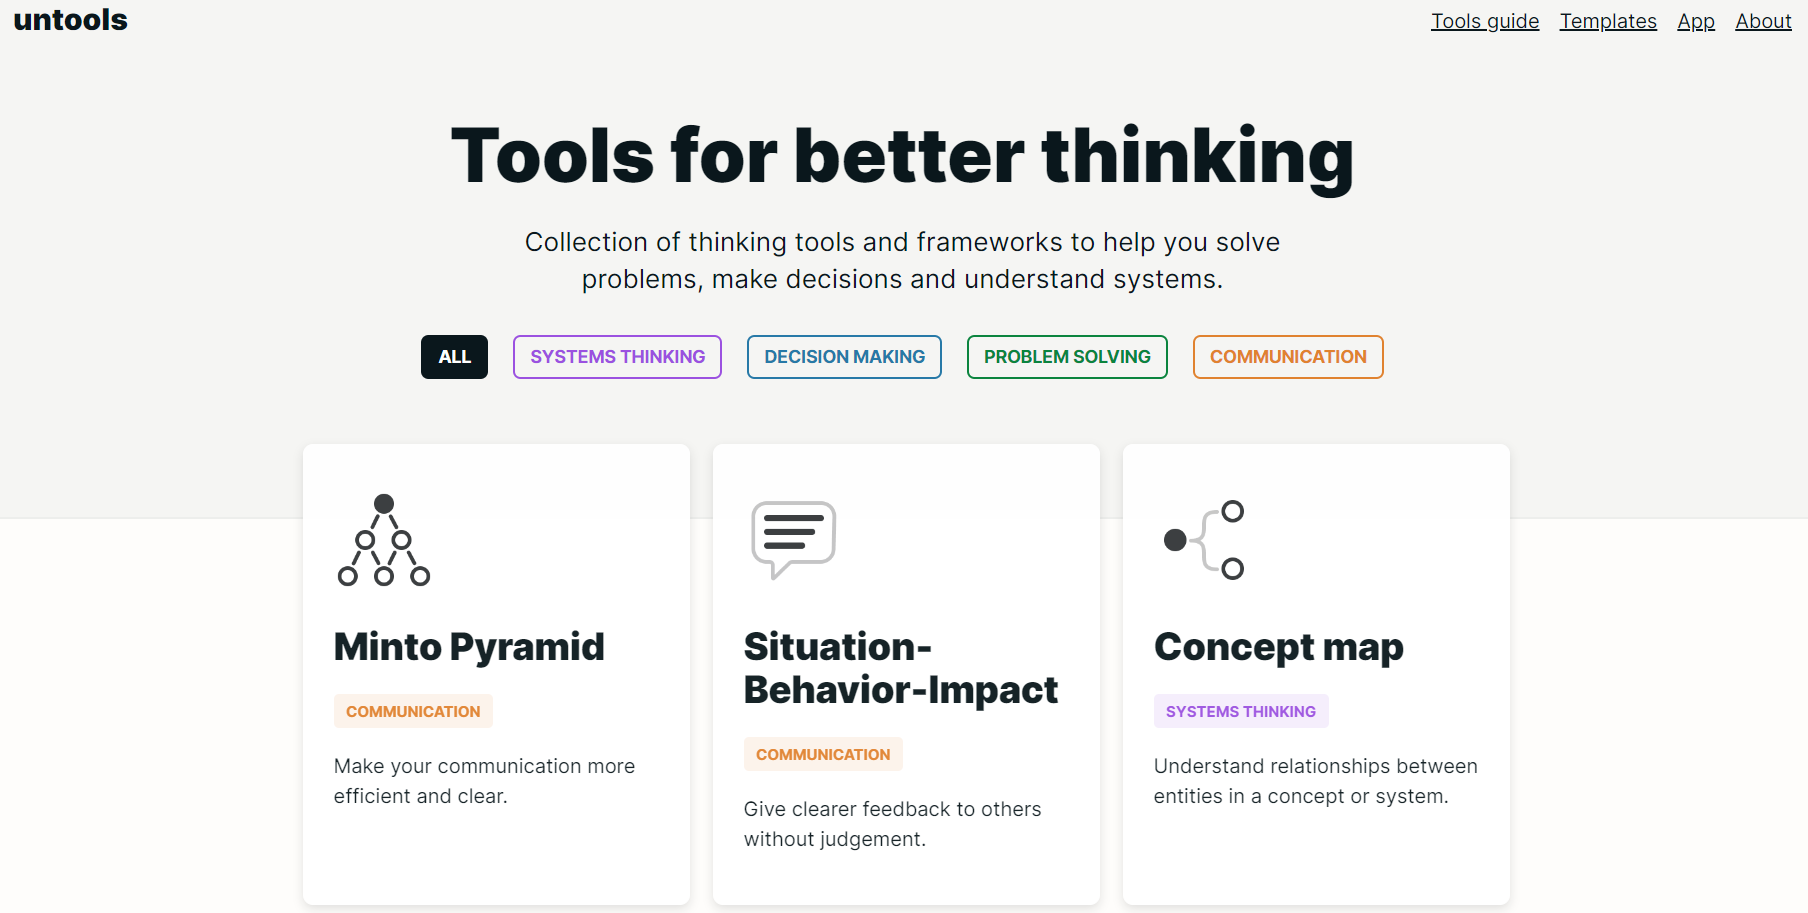 untools
Tools guide
Templates
App
About
Tools for better thinking
Collection of thinking tools and frameworks to help you solve
problems, make decisions and understand systems.
ALL
SYSTEMS THINKING
DECISION MAKING
PROBLEM SOLVING
COMMUNICATION
Minto Pyramid
COMMUNICATION
Make your communication more
efficient and clear.
Situation-
Behavior-Impact
COMMUNICATION
Give clearer feedback to others
without judgement.
Concept map
SYSTEMS THINKING
Understand relationships between
entities in a concept or system.